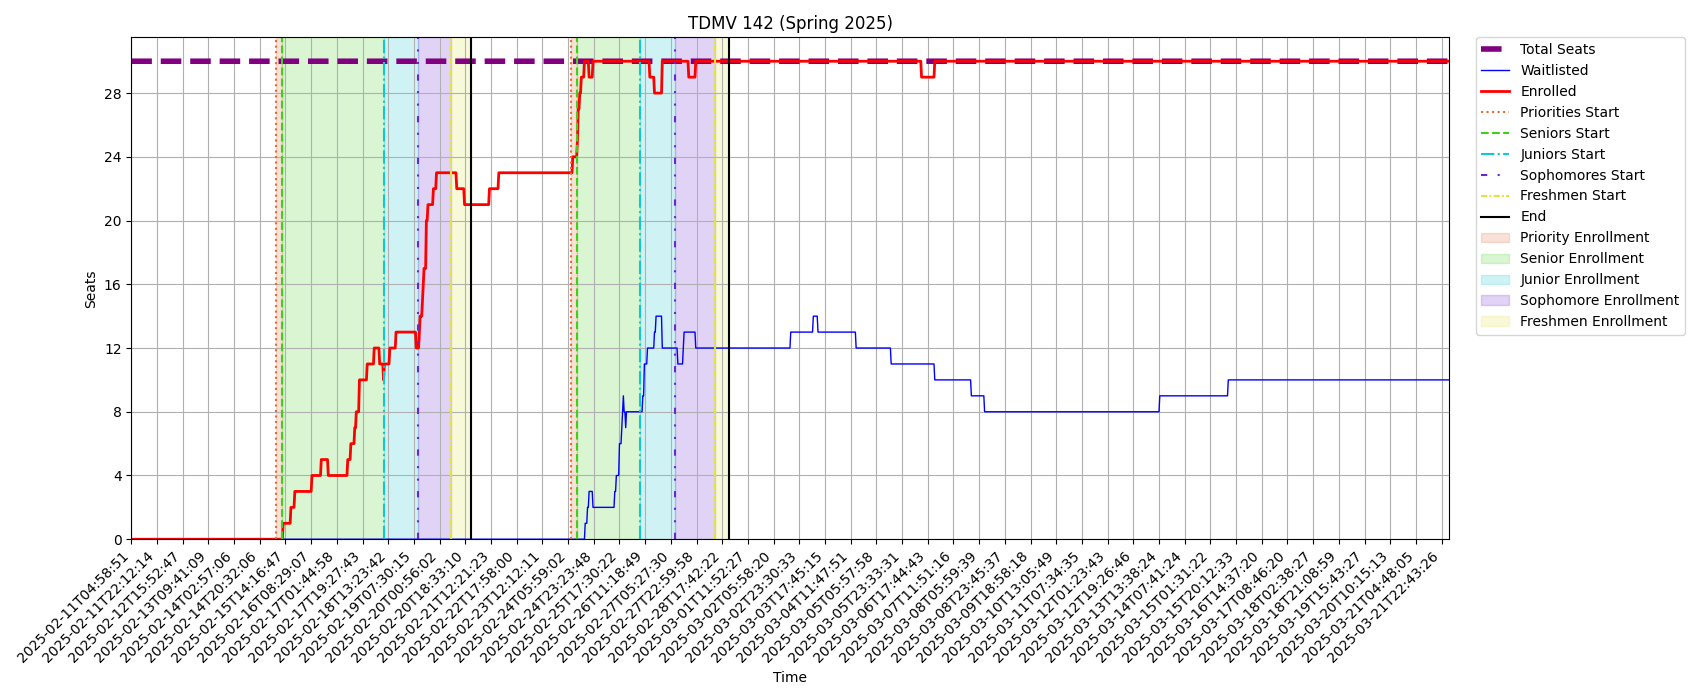 TDMV 142 (Spring 2025)
Total Seats
Waitlisted
Enrolled
Priorities Start
Seniors Start
Juniors Start
Sophomores Start
Freshmen Start
End
Priority Enrollment
Senior Enrollment
Junior Enrollment
Sophomore Enrollment
Freshmen Enrollment
Seats
28
24
20
16
12
8
4
0
2025-02-11T04:58:51
2025-02-11T22:12:14
2025-02-12T15:52:47
2025-02-13T09:41:09
2025-02-14T02:57:06
2025-02-14T20:32:06
2025-02-15T14:16:47
2025-02-16T08:29:07
2025-02-17T01:44:58
2025-02-17T19:27:43
2025-02-18T13:23:42
2025-02-19T07:30:15
2025-02-20T00:56:02
2025-02-20T18:33:10
2025-02-21T12:21:23
2025-02-22T17:58:00
2025-02-23T12:12:11
2025-02-24T05:59:02
2025-02-24T23:23:48
2025-02-25T17:30:22
2025-02-26T11:18:49
2025-02-27T05:27:30
2025-02-27T22:59:58
2025-02-28T17:42:22
2025-03-01T11:52:27
2025-03-02T05:58:20
2025-03-02T23:30:33
2025-03-03T17:45:15
2025-03-04T11:47:51
2025-03-05T05:57:58
2025-03-05T23:33:31
2025-03-06T17:44:43
2025-03-07T11:51:16
2025-03-08T05:59:39
2025-03-08T23:45:37
2025-03-09T18:58:18
2025-03-10T13:05:49
2025-03-11T07:34:35
2025-03-12T01:23:43
2025-03-12T19:26:46
2025-03-13T13:38:24
2025-03-14T07:41:24
2025-03-15T01:31:22
2025-03-15T20:12:33
2025-03-16T14:37:20
2025-03-17T08:46:20
2025-03-18T02:38:27
2025-03-18T21:08:59
2025-03-19T15:43:27
2025-03-20T10:15:13
2025-03-21T04:48:05
2025-03-21T22:43:26
Time